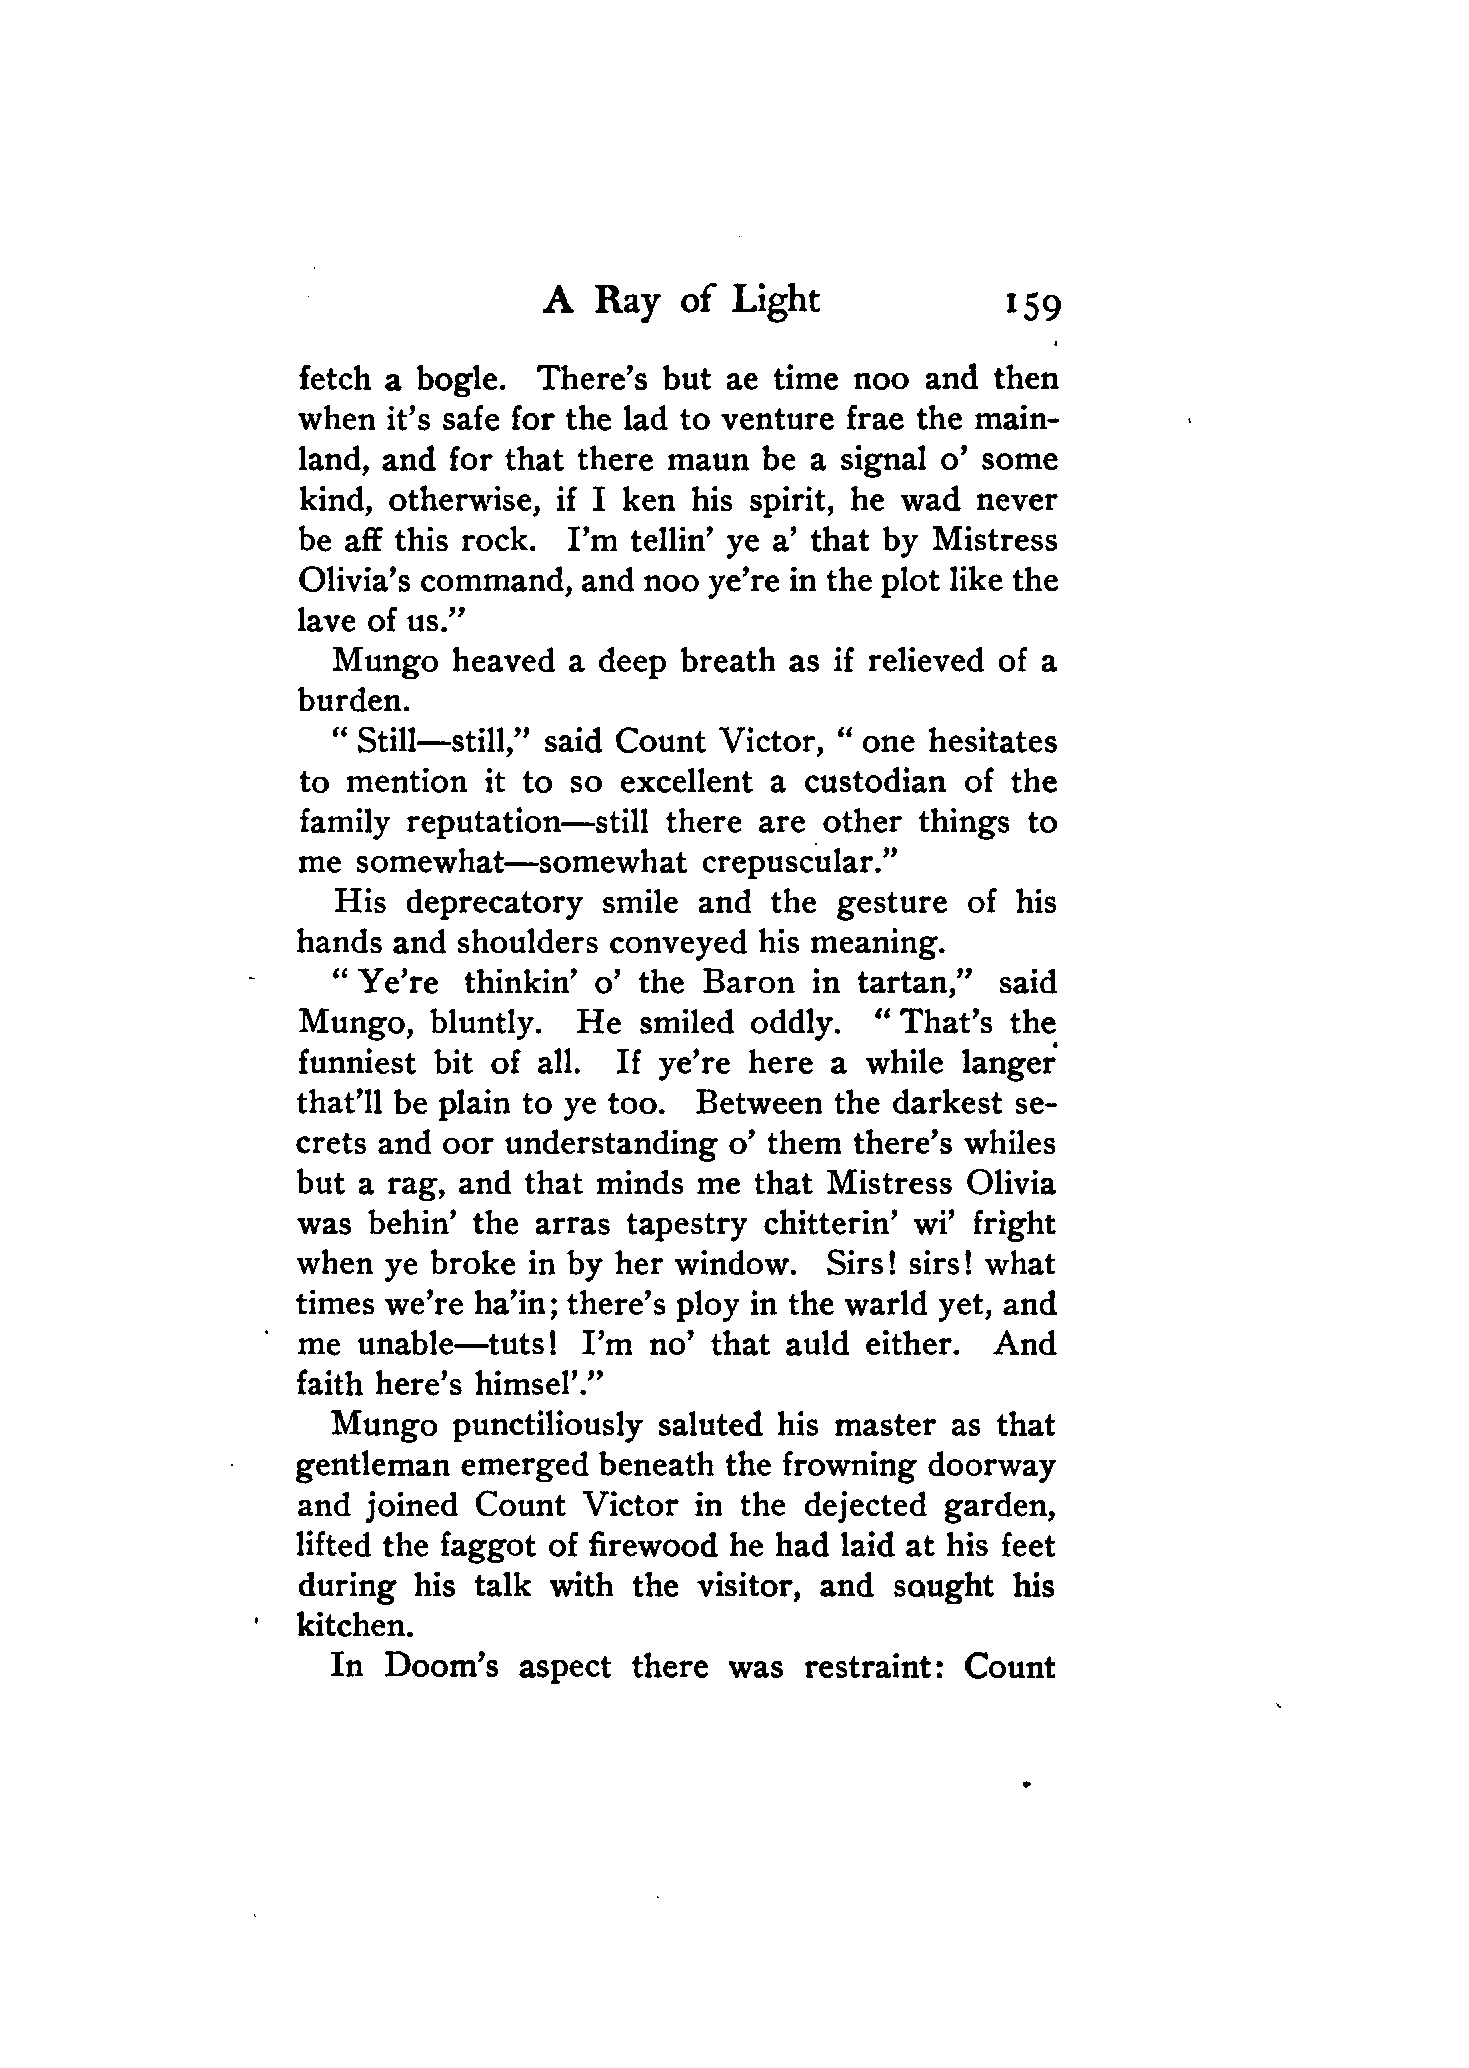 A Ray of Light 159
fetch a bogle. There's but ae time noo and then
when it's safe for the lad to venture frae the main-
land, and for that there maun be a signal o' some
kind, otherwise, if I ken his spirit, he wad never
be aff this rock. I'm tellin' ye a' that by Mistress
Olivia's command, and noo ye're in the plot like the
lave of us."
Mungo heaved a deep breath as if relieved of a
burden.
"Still—still," said Count Victor, "one hesitates
to mention it to so excellent a custodian of the
family reputation—still there are other things to
me somewhat—somewhat crepuscular."
His deprecatory smile and the gesture of his
hands and shoulders conveyed his meaning.
"Ye're thinkin' o' the Baron in tartan," said
Mungo, bluntly. He smiled oddly. "That's the
funniest bit of all. If ye're here a while langer
that'll be plain to ye too. Between the darkest se-
crets and oor understanding o' them there's whiles
but a rag, and that minds me that Mistress Olivia
was behin' the arras tapestry chitterin' wi' fright
when ye broke in by her window. Sirs! sirs! what
times we're ha'in; there's ploy in the warld yet, and
me unable—tuts! I'm no' that auld either. And
faith here's himsel'."
Mungo punctiliously saluted his master as that
gentleman emerged beneath the frowning doorway
and joined Count Victor in the dejected garden,
lifted the faggot of firewood he had laid at his feet
during his talk with the visitor, and sought his
kitchen.
In Doom's aspect there was restraint: Count